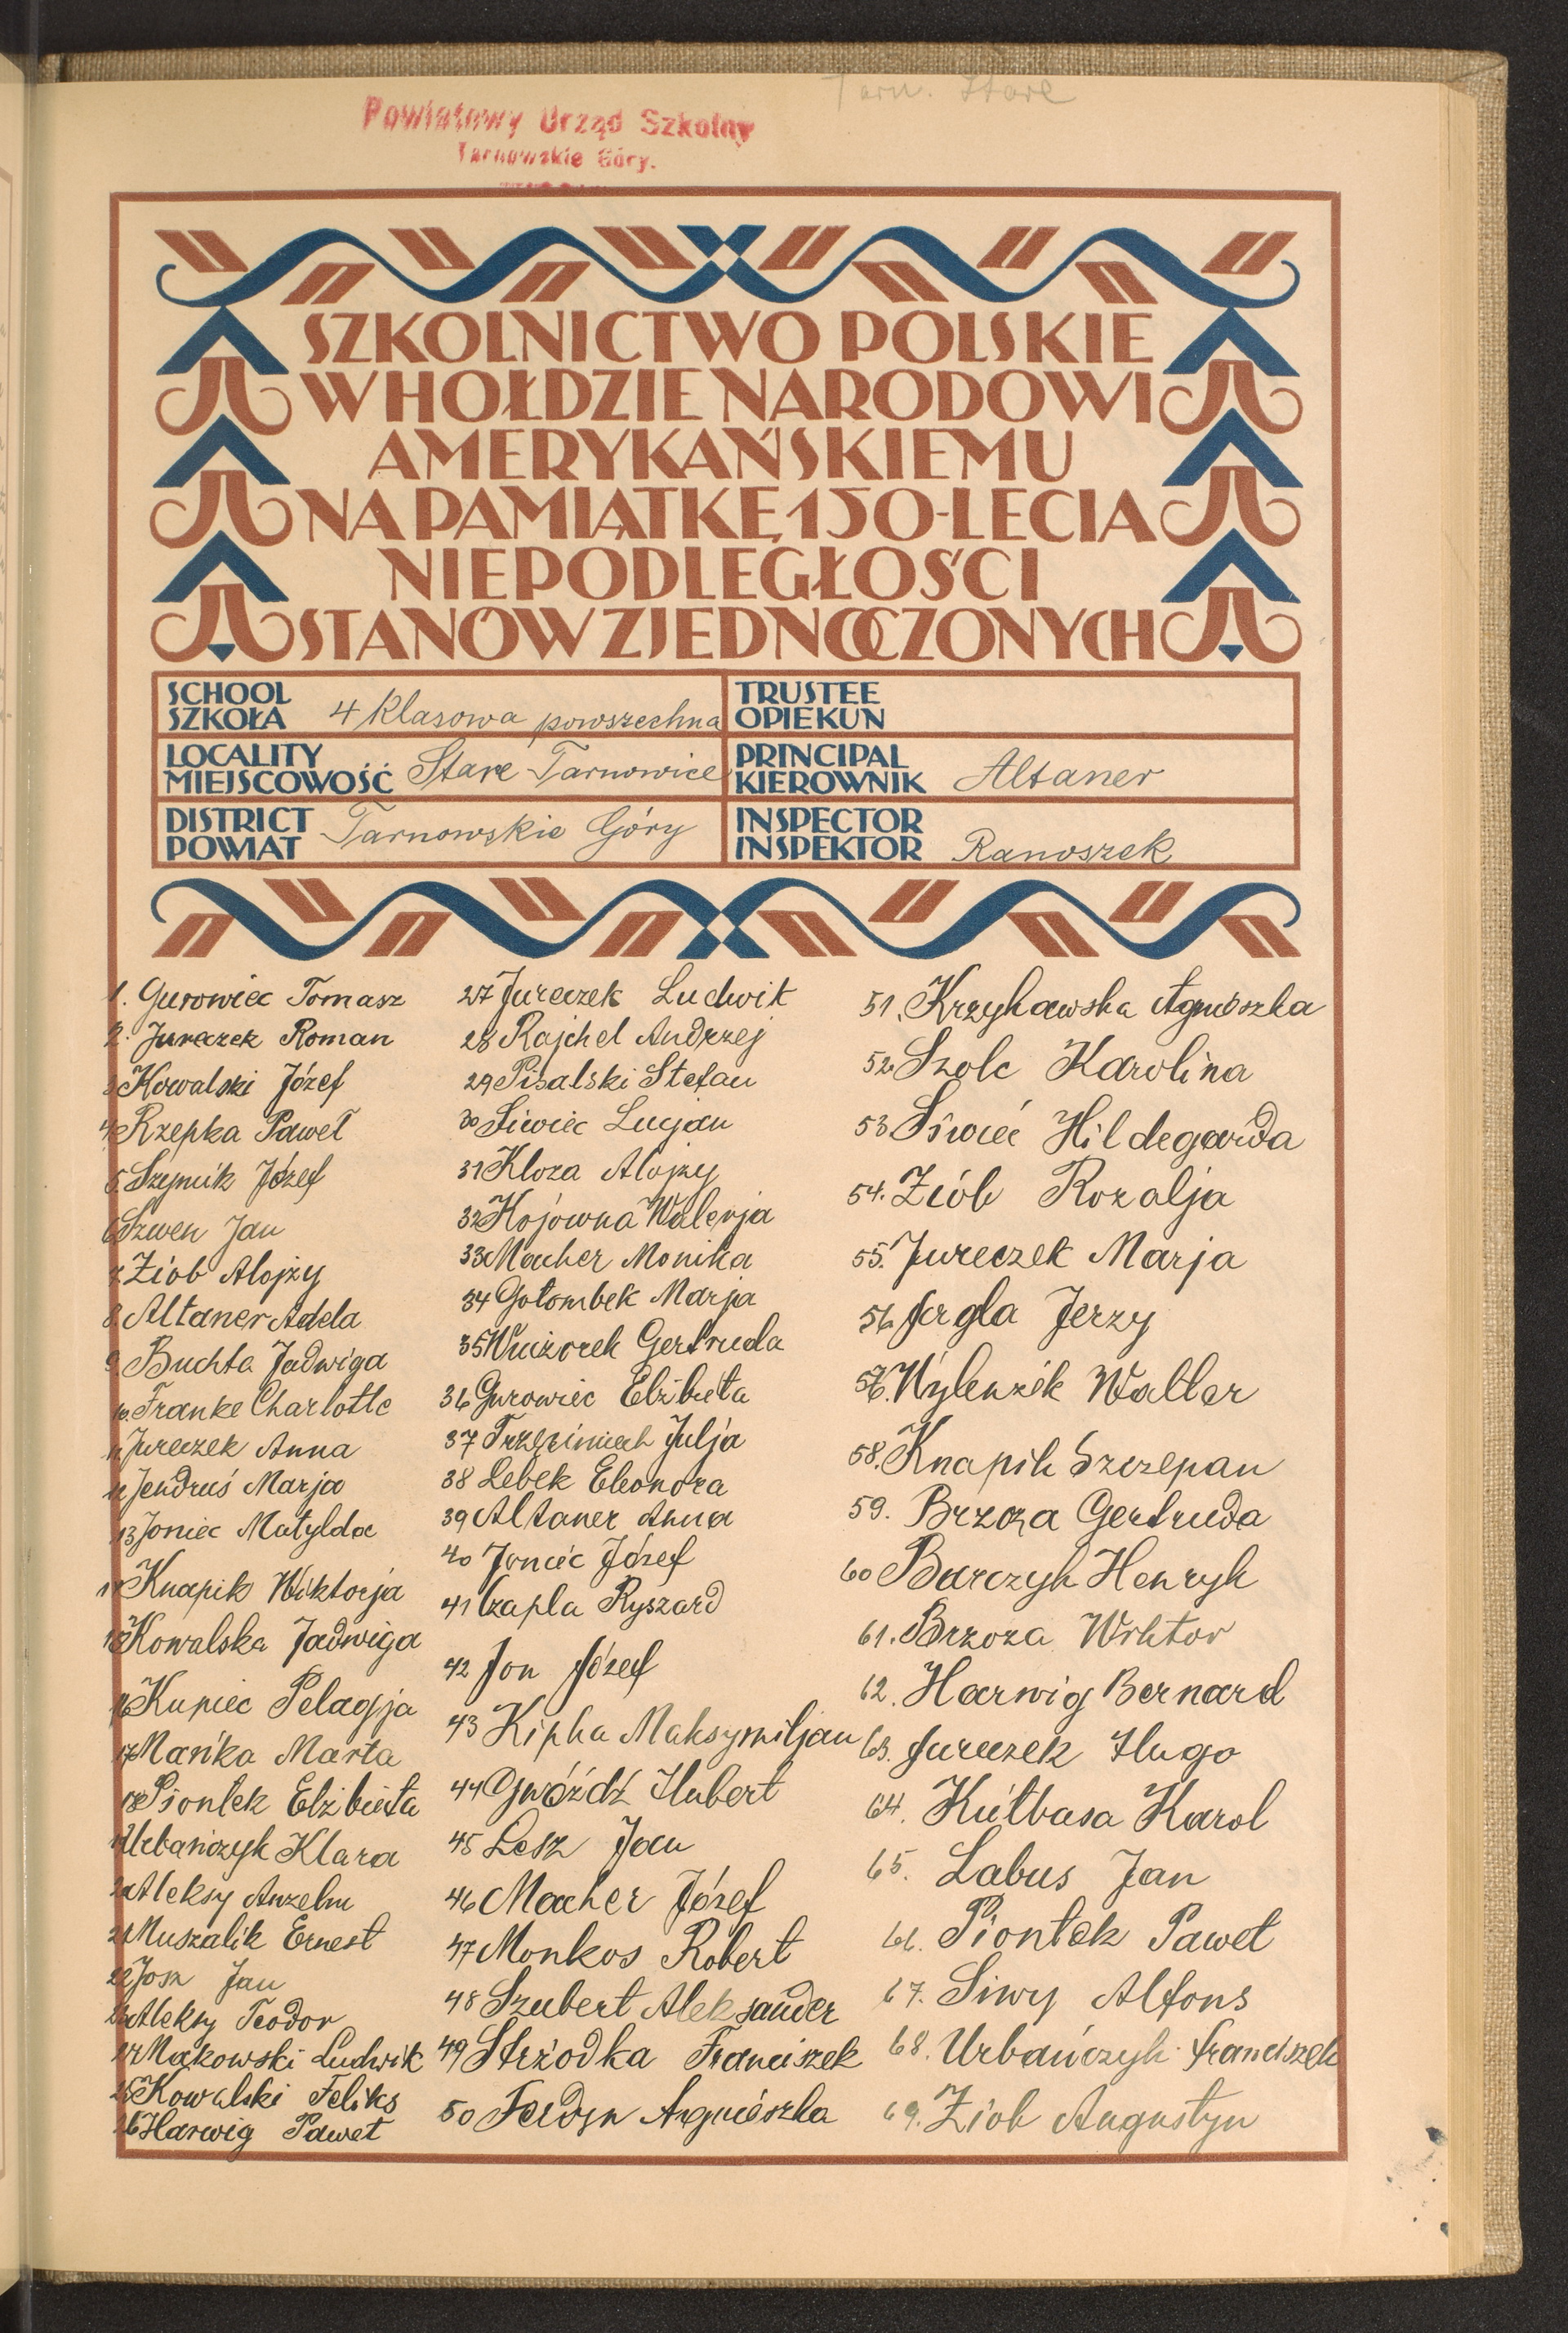 Tarn. Stare
Powiatowy Urząd Szkolny
Tarnowskie Góry.
SZKOLNICTWO POLSKIE
W HOŁDZIE NARODOWI
AMERYKAŃSKIEMU
NA PAMIĄTKĘ 150-LECIA
NIEPODLEGŁOŚCI
STANÓW ZJEDNOCZONYCH
SCHOOL
SZKOŁA 4 klasowa powszechna
LOCALITY
MIEJSCOWOŚĆ Stare Tarnowice
DISTRICT
POWIAT Tarnowskie Góry
TRUSTEE
OPIEKUN
PRINCIPAL
KIEROWNIK Altaner
INSPECTOR
INSPEKTOR Ranoszek
1. Gurowiec Tomasz
2. Jureczek Roman
3 Kowalski Józef
4 Rzepka Paweł
5. Szymik Józef
6 Szwen Jan
7 Ziob Alojzy
8. Altaner Adela
9. Buchta Jadwiga
10. Franke Charlotte
11 Jureczek Anna
12 Jendruś Marja
13 Joniec Matylda
14 Knapik Wiktorja
15 Kowalska Jadwiga
16 Kupiec Pelagja
17 Mańka Marta
18 Piontek Elżbieta
19 Urbańczyk Klara
20 Aleksy Anzelm
21 Muszalik Ernest
22 Josz Jan
23 Aleksy Teodor
24 Makowski Ludwik
25 Kowalski Feliks
26 Harwig Paweł
27 Jureczek Ludwik
28 Rajchel Andrzej
29 Pisalski Stefan
30 Siwiec Lucjan
31 Kloza Alojzy
32 Kojówna Walerja
33 Macher Monika
34 Gołombek Marja
35 Wieżorek Gertruda
36 Gurowiec Elżbieta
37 Julja
38 Lebek Eleonora
39 Altaner Anna
40 Joniec Józef
41 Czapla Ryszard
42 Jon Józef
43 Kipka Maksymiljan
44 Gwóźdź Hubert
45 Lesz Jan
46 Macher Józef
47 Monkos Robert
48 Szubert Aleksander
49 Strzodka Franciszek
50 Fedyn Agnieszka
51. Krzykawska Agnieszka
52. Szolc Karolina
53 Siwiec Hildegarda
54. Ziób Rozalja
55. Jureczek Marja
56 Jagla Jerzy
57. Wylenzik Walter
58. Knapik Szczepan
59. Brzoza Gertruda
60 Barczyk Henryk
61. Brzoza Wiktor
62. Harwig Bernard
63. Jureczek Hugo
64. Kiełbasa Karol
65. Labus Jan
66. Piontek Paweł
67. Siwy Alfons
68. Urbańczyk Franciszek
69. Ziob Augustyn